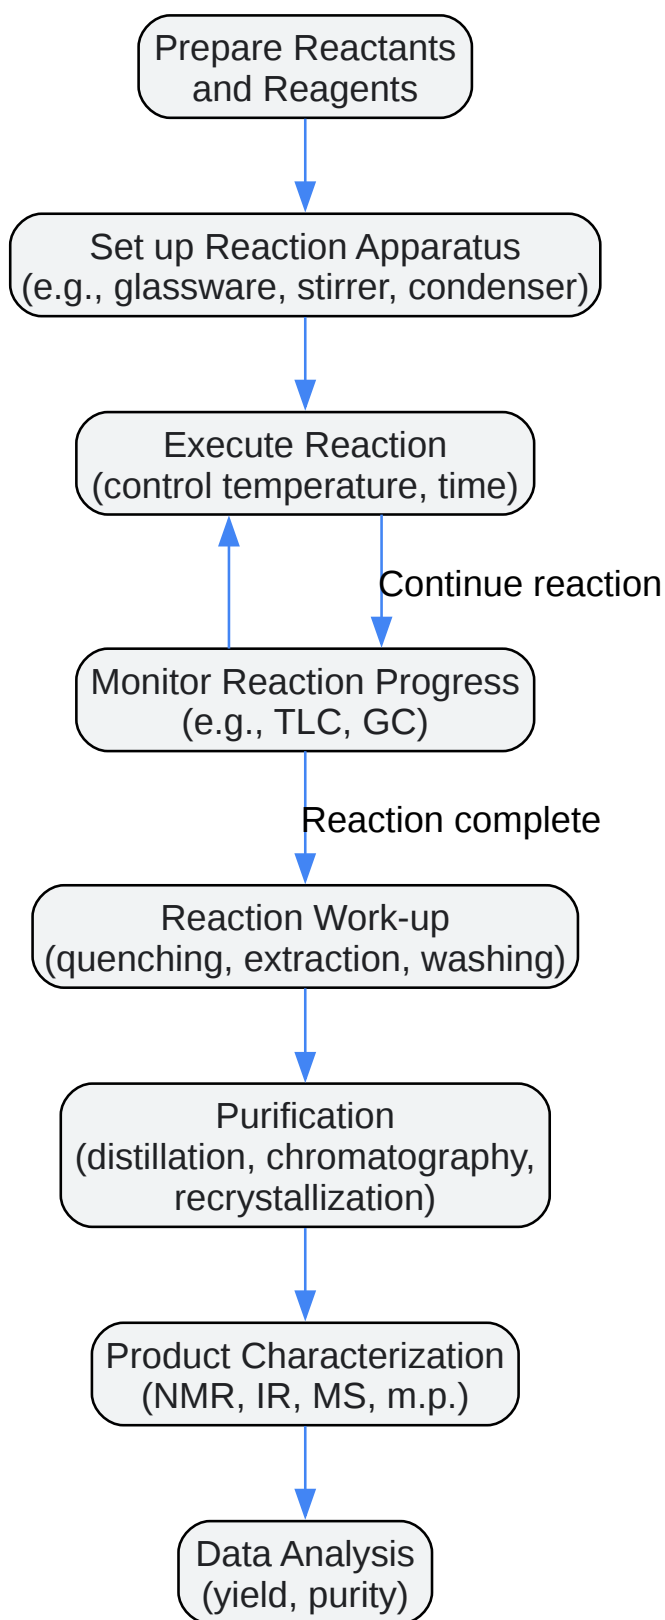 Prepare Reactants
and Reagents
Set up Reaction Apparatus
(e.g., glassware, stirrer, condenser)
Execute Reaction
(control temperature, time)
Continue reaction
Monitor Reaction Progress
(e.g., TLC, GC)
Reaction complete
Reaction Work-up
(quenching, extraction, washing)
Purification
(distillation, chromatography,
recrystallization)
Product Characterization
(NMR, IR, MS, m.p.)
Data Analysis
(yield, purity)